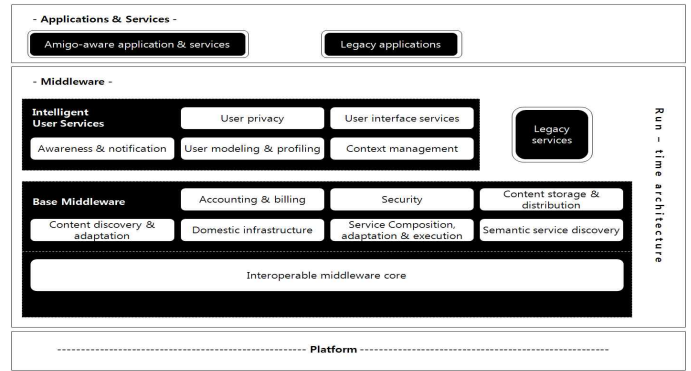 - Applications & Services -
Amigo-aware application & services
Legacy applications
- Middleware -
Intelligent
User Services
User privacy
User interface services
Awareness & notification
User modeling & profiling
Context management
Legacy
services
Run - time architecture
Base Middleware
Accounting & billing
Security
Content storage &
distribution
Content discovery &
adaptation
Domestic infrastructure
Service Composition,
adaptation & execution
Semantic service discovery
Interoperable middleware core
Platform